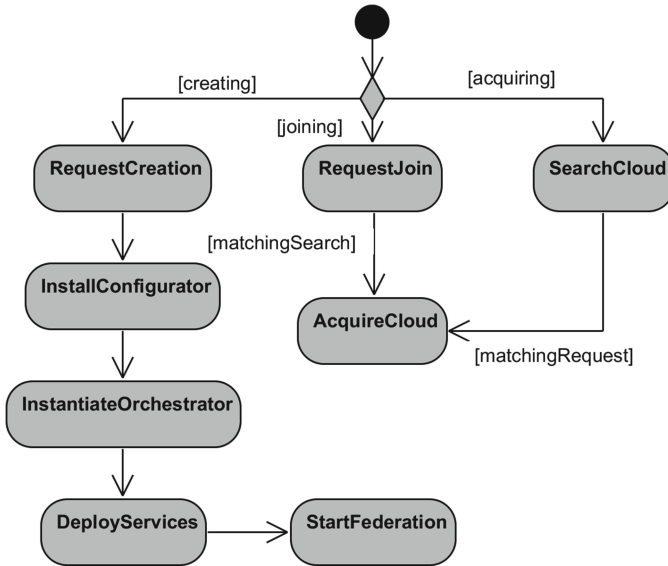 [creating]
[acquiring]
[joining]
RequestCreation
RequestJoin
SearchCloud
[matchingSearch]
InstallConfigurator
AcquireCloud
[matchingRequest]
InstantiateOrchestrator
DeployServices
StartFederation